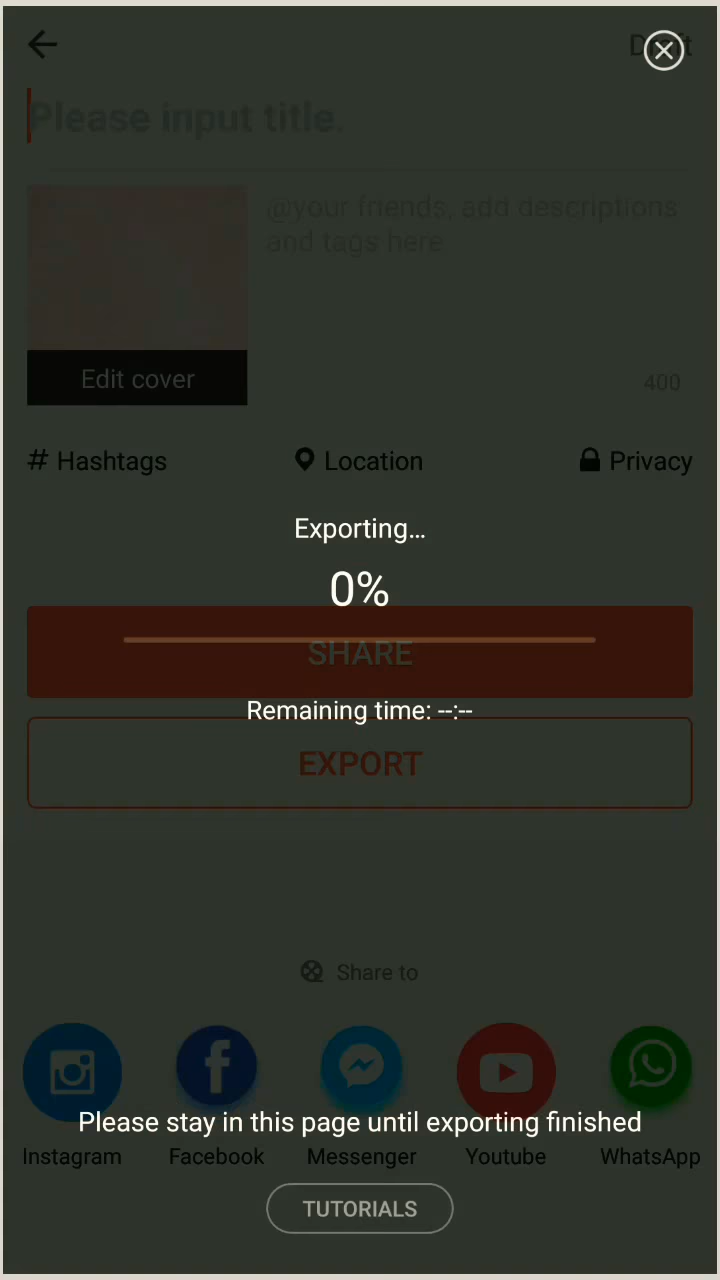 Draft
Please input title.
@your friends, add descriptions
and tags here
Edit cover
400
# Hashtags
Location
Privacy
Exporting...
0%
SHARE
Remaining time: --:--
EXPORT
Share to
Please stay in this page until exporting finished
Instagram
Facebook
Messenger
Youtube
WhatsApp
TUTORIALS